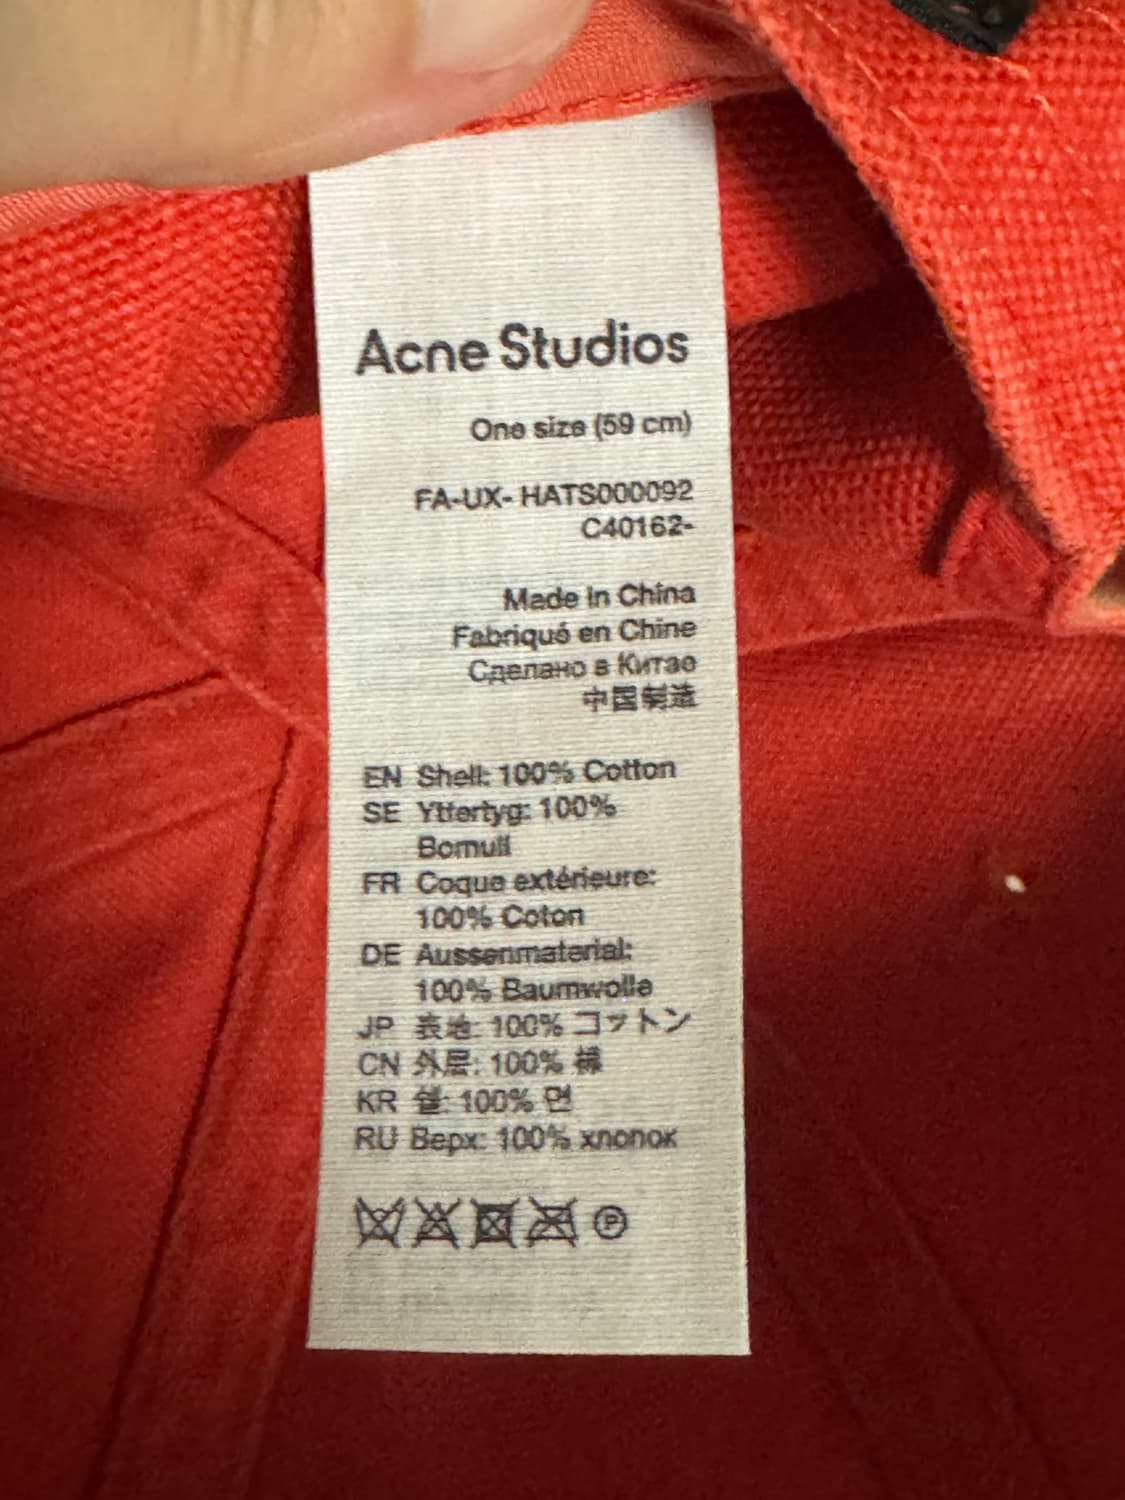 Acne Studios
One size (59 cm)
FA-UX- HATS000092
C40162-
Made in China
Fabriqué en Chine
Сделано в Китае
中国制造
EN Shell: 100% Cotton
SE Yttertyg: 100%
Bomull
FR Coque extérieure:
100% Coton
DE Aussenmaterial:
100% Baumwolle
JP 表地: 100% コットン
CN 外层: 100% 棉
KR 쉘: 100% 면
RU Верх: 100% хлопок
P